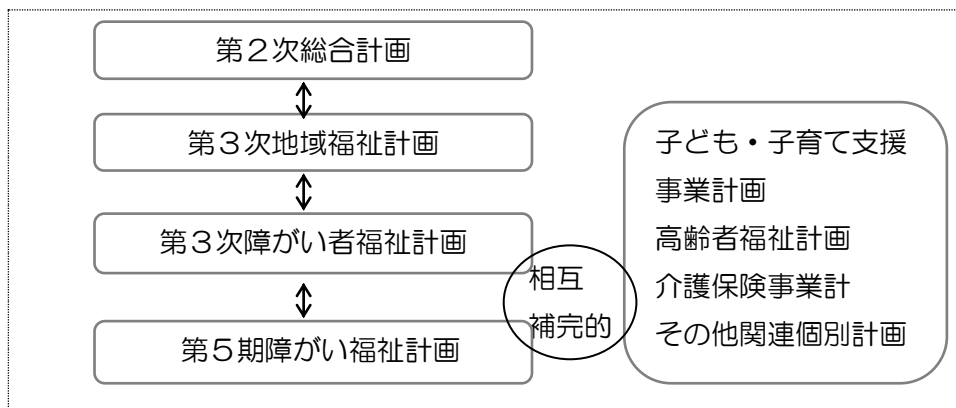 第２次総合計画
第３次地域福祉計画
第３次障がい者福祉計画
第５期障がい福祉計画
相互
補完的
子ども・子育て支援
事業計画
高齢者福祉計画
介護保険事業計
その他関連個別計画